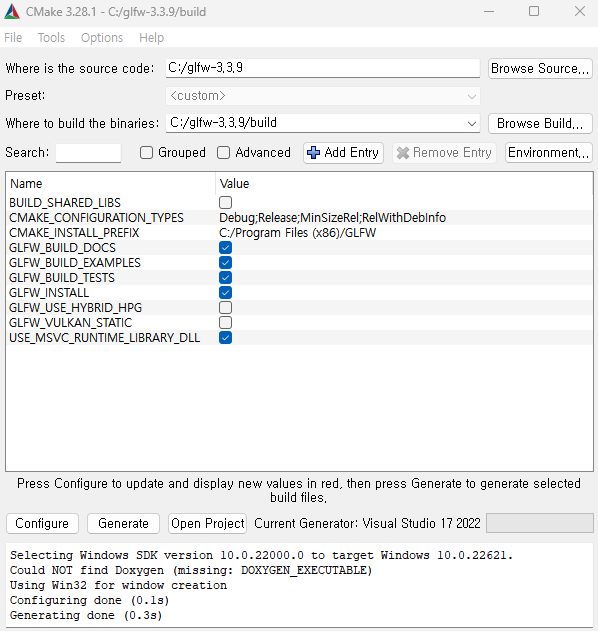 CMake 3.28.1 - C:/glfw-3.3.9/build
File Tools Options Help
Where is the source code: C:/glfw-3.3.9 Browse Source...
Preset: <custom>
Where to build the binaries: C:/glfw-3.3.9/build Browse Build...
Search: Grouped Advanced Add Entry Remove Entry Environment...
Name Value
BUILD_SHARED_LIBS
CMAKE_CONFIGURATION_TYPES Debug;Release;MinSizeRel;RelWithDebInfo
CMAKE_INSTALL_PREFIX C:/Program Files (x86)/GLFW
GLFW_BUILD_DOCS
GLFW_BUILD_EXAMPLES
GLFW_BUILD_TESTS
GLFW_INSTALL
GLFW_USE_HYBRID_HPG
GLFW_VULKAN_STATIC
USE_MSVC_RUNTIME_LIBRARY_DLL
Press Configure to update and display new values in red, then press Generate to generate selected
build files,
Configure Generate Open Project Current Generator: Visual Studio 17 2022
Selecting Windows SDK version 10.0.22000.0 to target Windows 10.0.22621.
Could NOT find Doxygen (missing: DOXYGEN_EXECUTABLE)
Using Win32 for window creation
Configuring done (0.1s)
Generating done (0.3s)